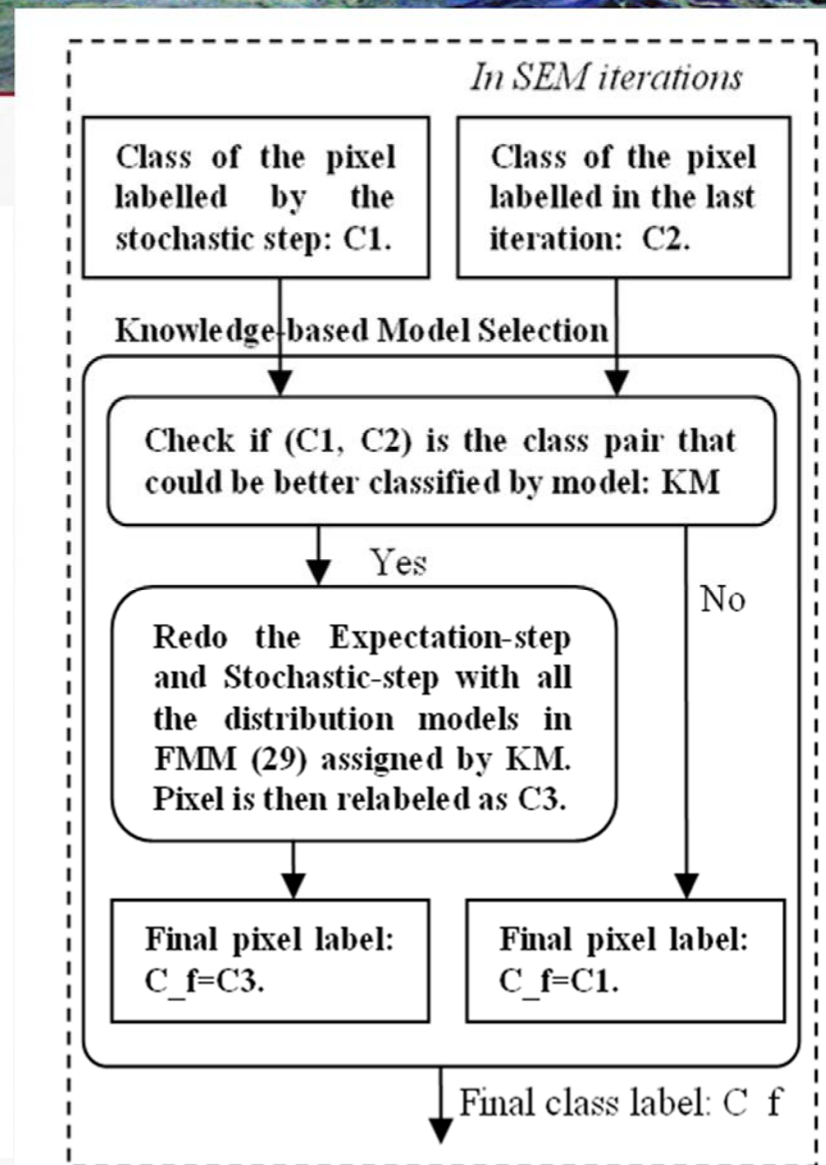 In SEM iterations
Class of the pixel
labelled by the
stochastic step: C1.
Class of the pixel
labelled in the last
iteration: C2.
Knowledge-based Model Selection
Check if (C1, C2) is the class pair that
could be better classified by model: KM
Yes
No
Redo the Expectation-step
and Stochastic-step with all
the distribution models in
FMM (29) assigned by KM.
Pixel is then relabeled as C3.
Final pixel label:
C_f=C3.
Final pixel label:
C_f=C1.
Final class label: C f